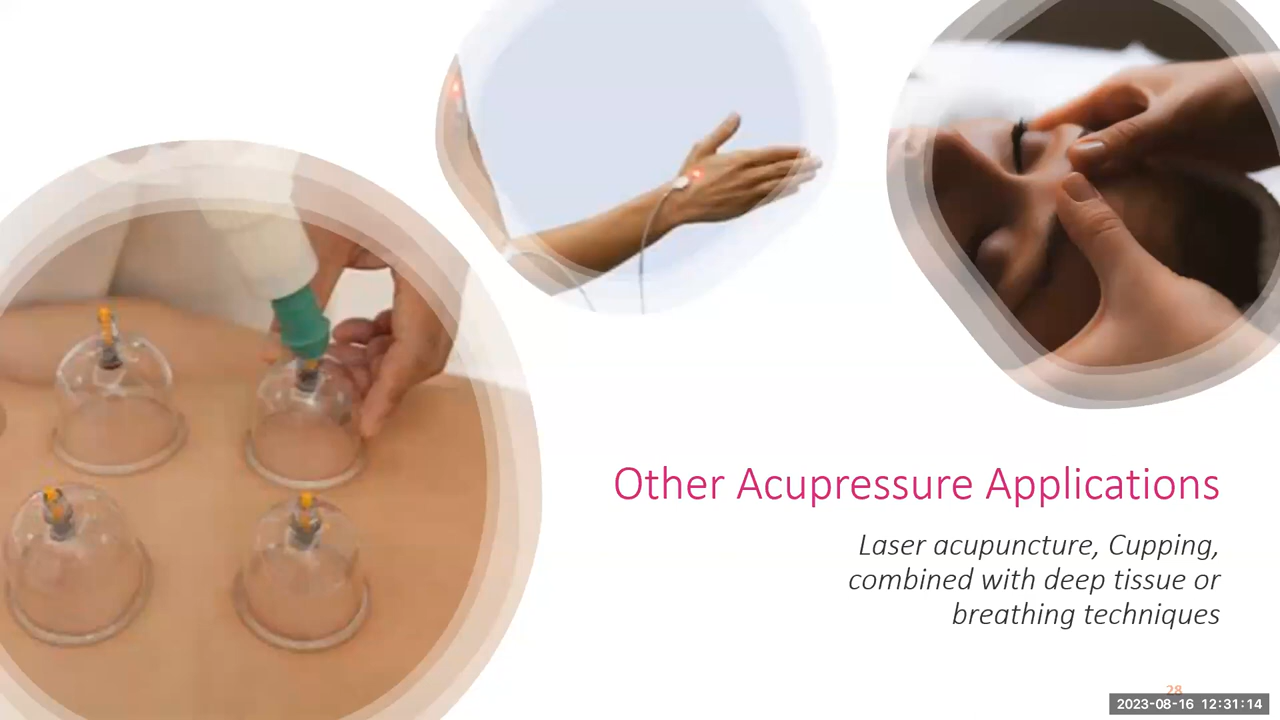 Other Acupressure Applications
Laser acupuncture, Cupping,
combined with deep tissue or
breathing techniques
28
2023-08-16 12:31:14